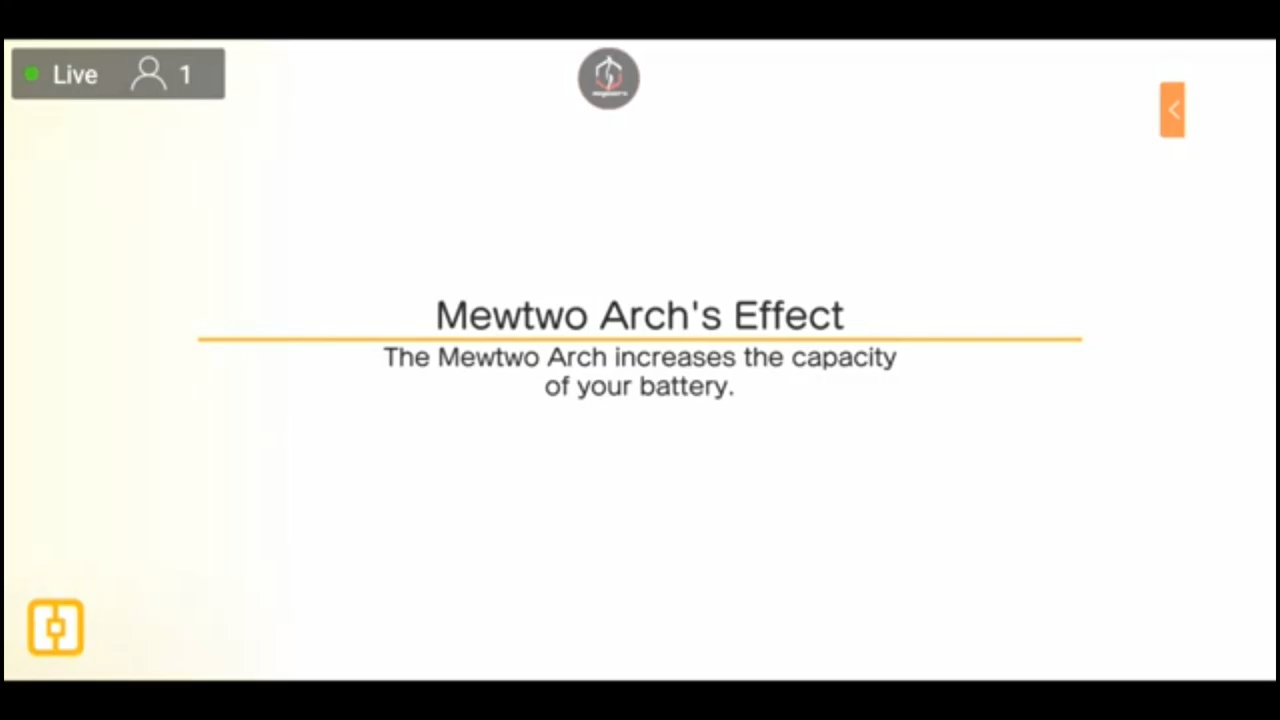 Live 1
Mewtwo Arch's Effect
The Mewtwo Arch increases the capacity
of your battery.